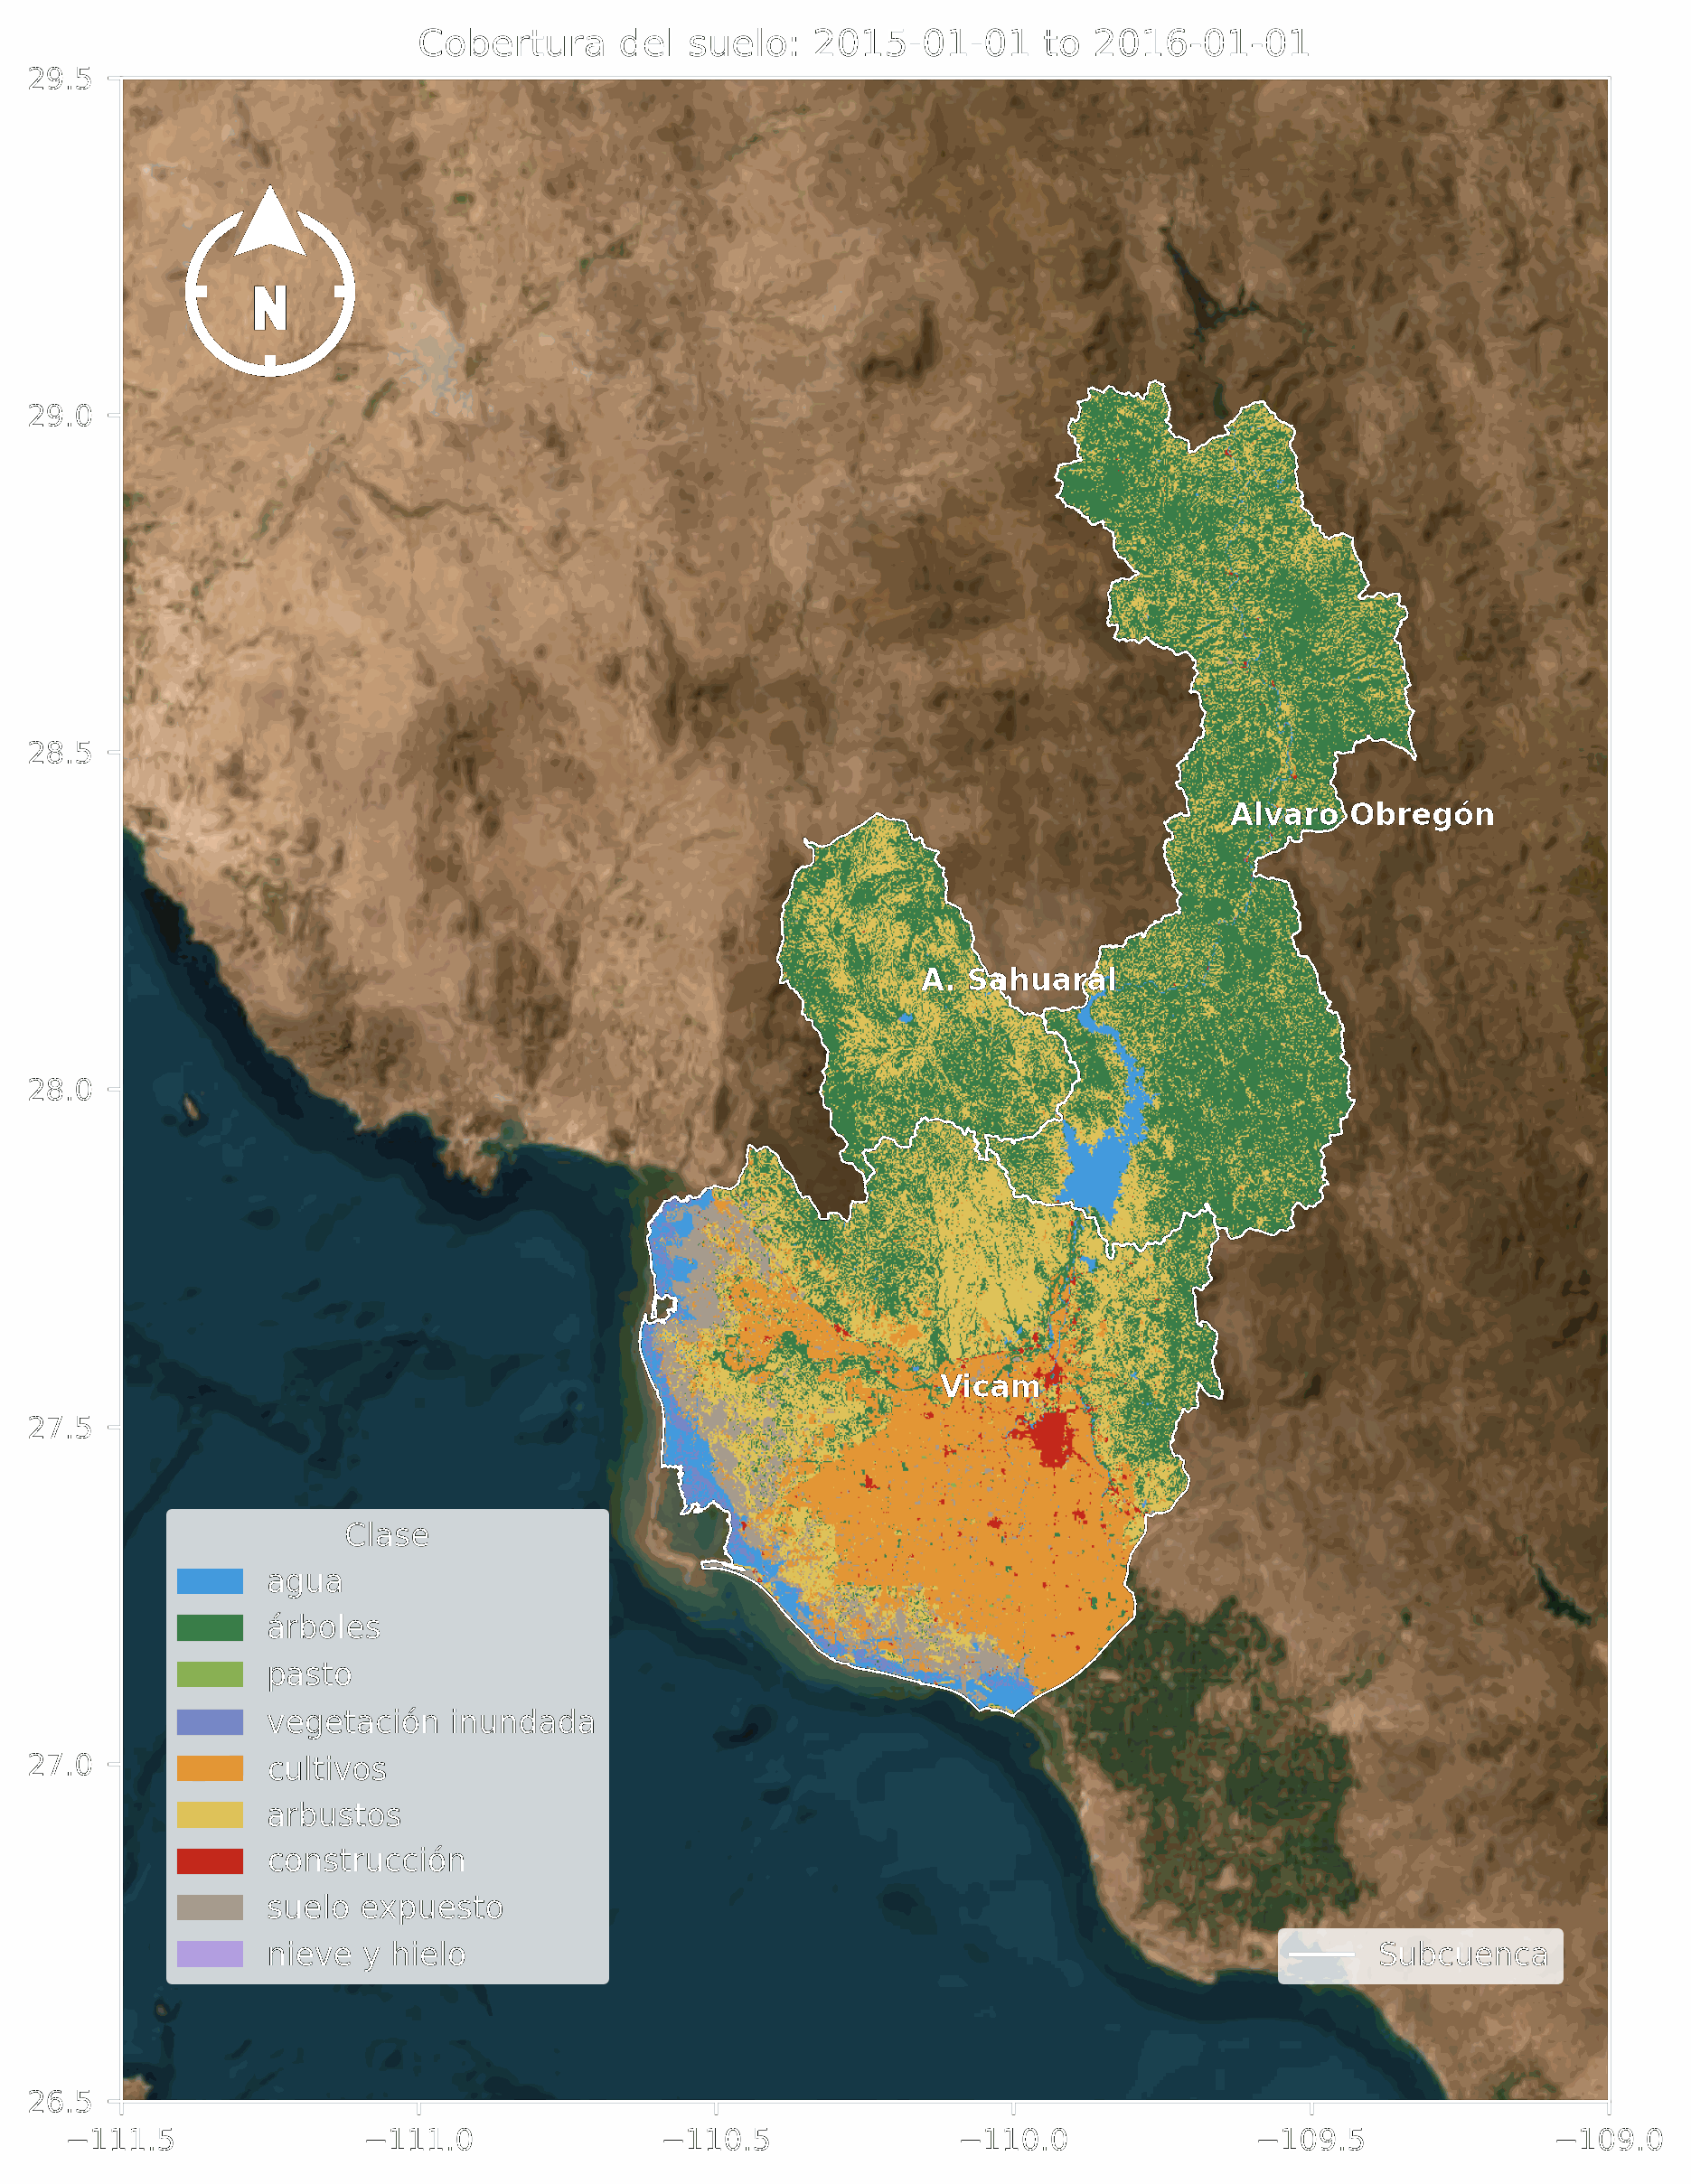 Cobertura del suelo: 2015-01-01 to 2016-01-01
29.5
N
29.0
28.5
Alvaro Obregón
A. Sahuaral
28.0
Vicam
27.5
Clase
agua
árboles
pasto
vegetación inundada
27.0
cultivos
arbustos
construcción
suelo expuesto
nieve y hielo
Subcuenca
26.5
−111.5 −111.0 −110.5 −110.0 −109.5 −109.0